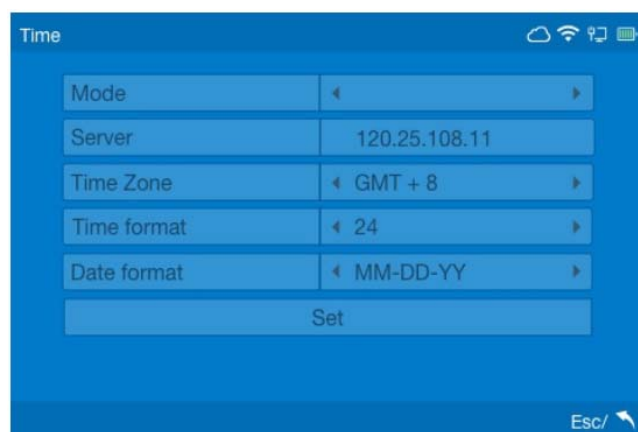 Time
Mode
Server 120.25.108.11
Time Zone GMT + 8
Time format 24
Date format MM-DD-YY
Set
Esc/